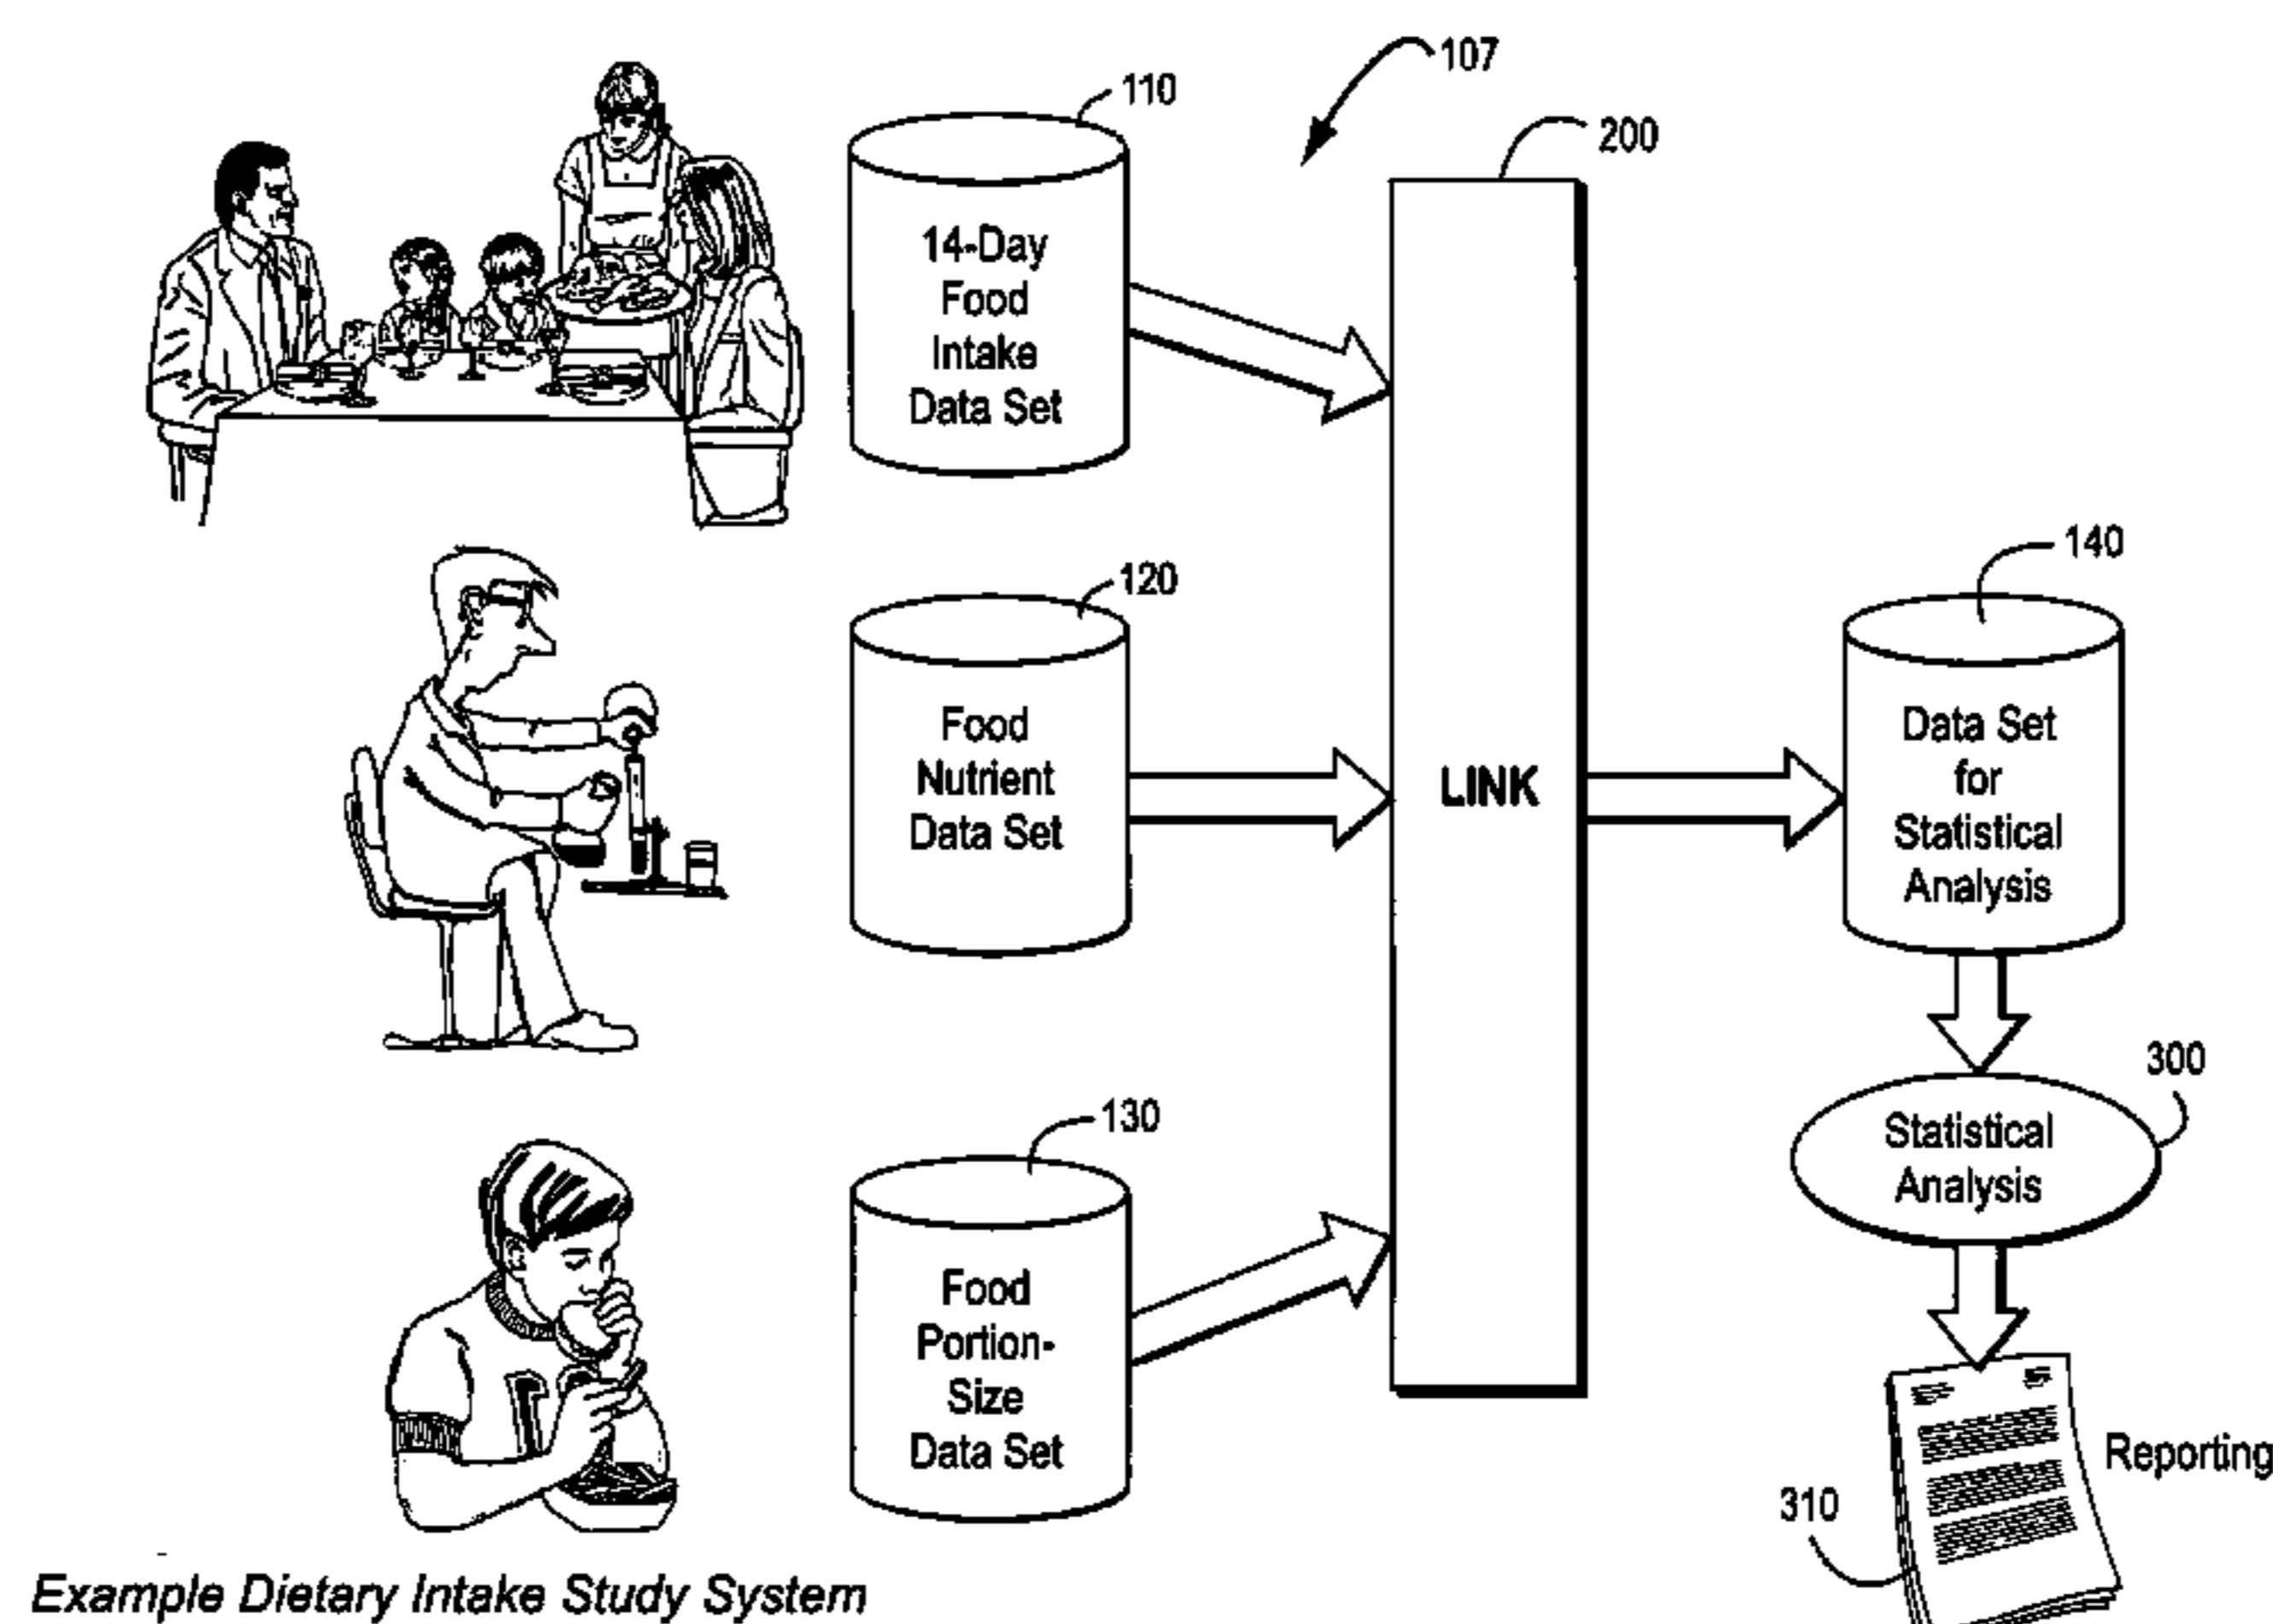 107
110
200
14-Day
Food
Intake
Data Set
120
140
Food
Nutrient
Data Set
LINK
Data Set
for
Statistical
Analysis
130
300
Statistical
Analysis
Food
Portion-
Size
Data Set
Reporting
310
Example Dietary Intake Study System